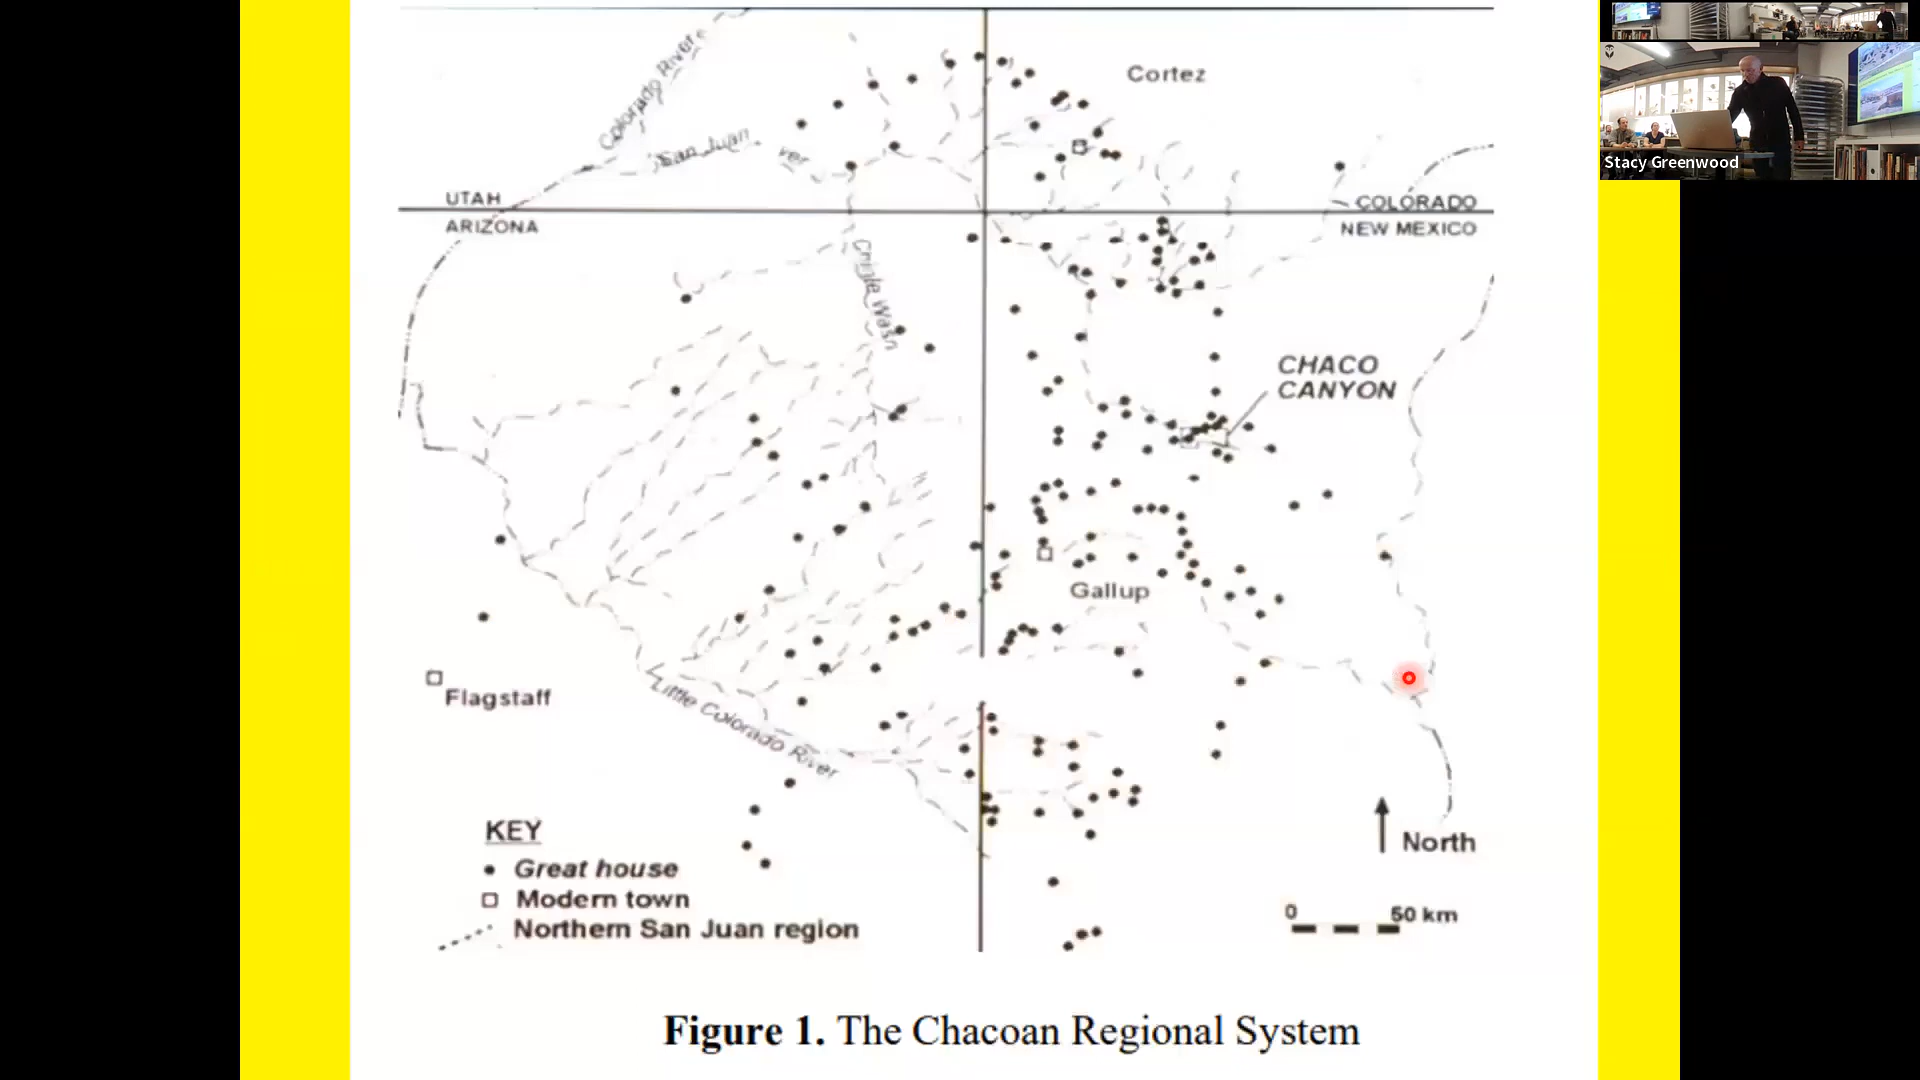 Colorado River
Cortez
San Juan
ver
UTAH
COLORADO
ARIZONA
NEW MEXICO
Chinle Wash
CHACO
CANYON
Stacy Greenwood
Gallup
Flagstaff
Little Colorado River
KEY
Great house
Modern town
Northern San Juan region
North
0 50 km
Figure 1. The Chacoan Regional System